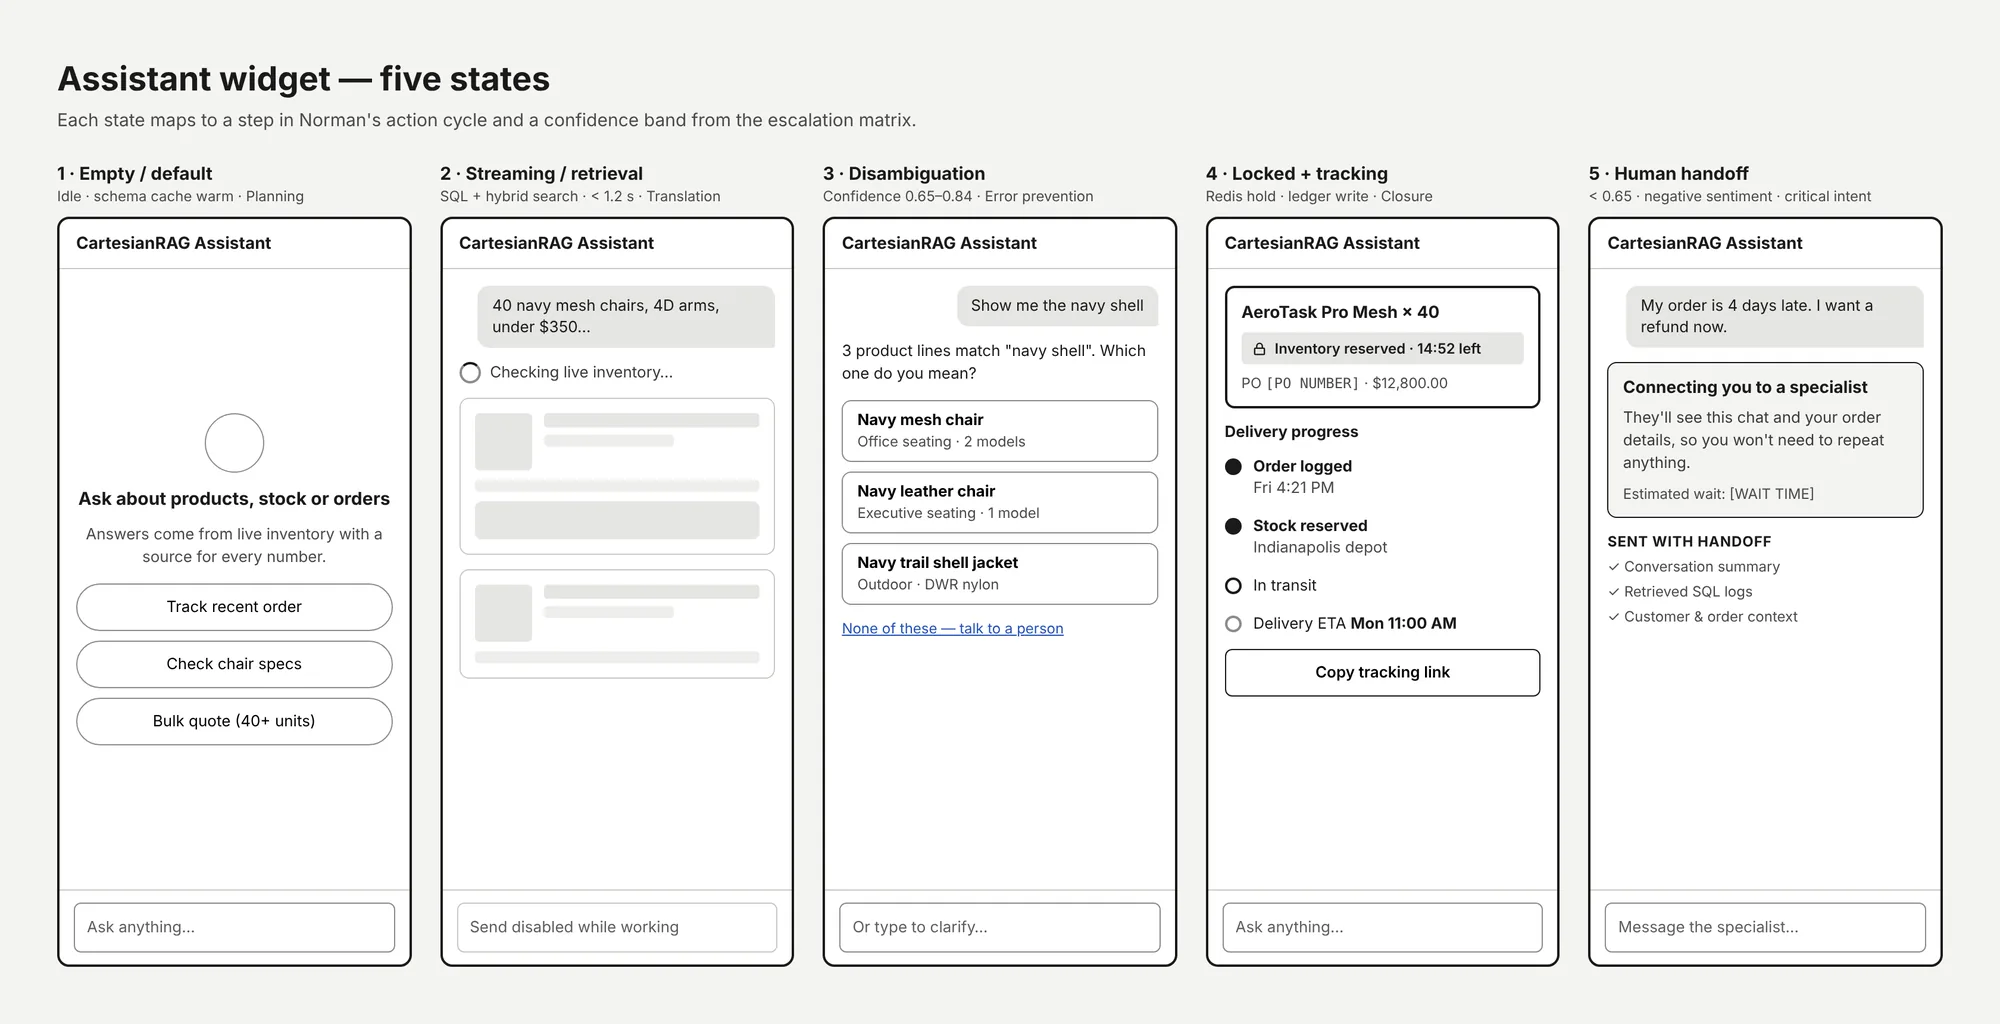 Assistant widget — five states
Each state maps to a step in Norman's action cycle and a confidence band from the escalation matrix.
1 · Empty / default
Idle · schema cache warm · Planning
CartesianRAG Assistant
Ask about products, stock or orders
Answers come from live inventory with a
source for every number.
Track recent order
Check chair specs
Bulk quote (40+ units)
Ask anything...
2 · Streaming / retrieval
SQL + hybrid search · < 1.2 s · Translation
CartesianRAG Assistant
40 navy mesh chairs, 4D arms,
under $350...
Checking live inventory...
Send disabled while working
3 · Disambiguation
Confidence 0.65–0.84 · Error prevention
CartesianRAG Assistant
Show me the navy shell
3 product lines match "navy shell". Which
one do you mean?
Navy mesh chair
Office seating · 2 models
Navy leather chair
Executive seating · 1 model
Navy trail shell jacket
Outdoor · DWR nylon
None of these — talk to a person
Or type to clarify...
4 · Locked + tracking
Redis hold · ledger write · Closure
CartesianRAG Assistant
AeroTask Pro Mesh × 40
Inventory reserved · 14:52 left
PO [PO NUMBER] · $12,800.00
Delivery progress
Order logged
Fri 4:21 PM
Stock reserved
Indianapolis depot
In transit
Delivery ETA Mon 11:00 AM
Copy tracking link
Ask anything...
5 · Human handoff
< 0.65 · negative sentiment · critical intent
CartesianRAG Assistant
My order is 4 days late. I want a
refund now.
Connecting you to a specialist
They'll see this chat and your order
details, so you won't need to repeat
anything.
Estimated wait: [WAIT TIME]
SENT WITH HANDOFF
✓ Conversation summary
✓ Retrieved SQL logs
✓ Customer & order context
Message the specialist...